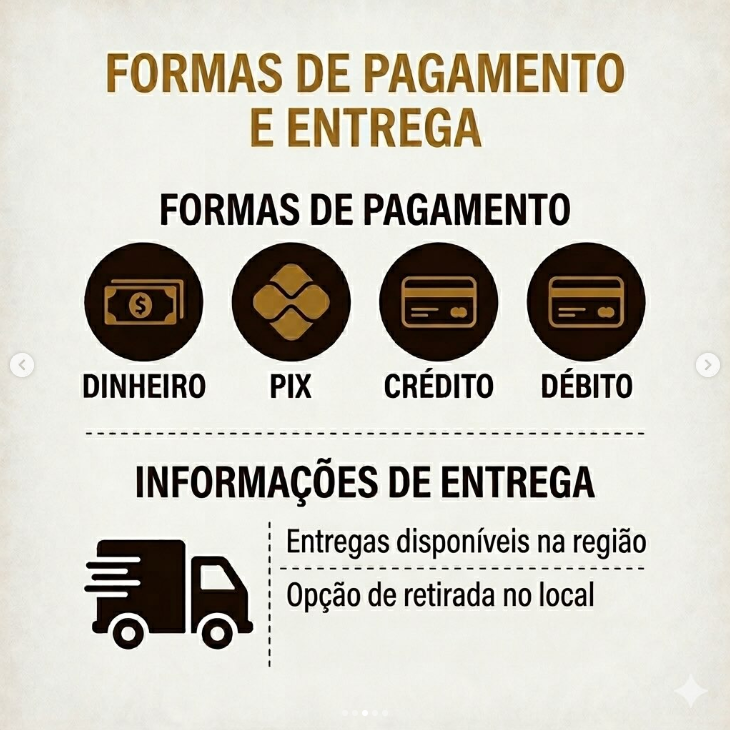 FORMAS DE PAGAMENTO
E ENTREGA
FORMAS DE PAGAMENTO
$
DINHEIRO
PIX
CRÉDITO
DÉBITO
INFORMAÇÕES DE ENTREGA
Entregas disponíveis na região
Opção de retirada no local